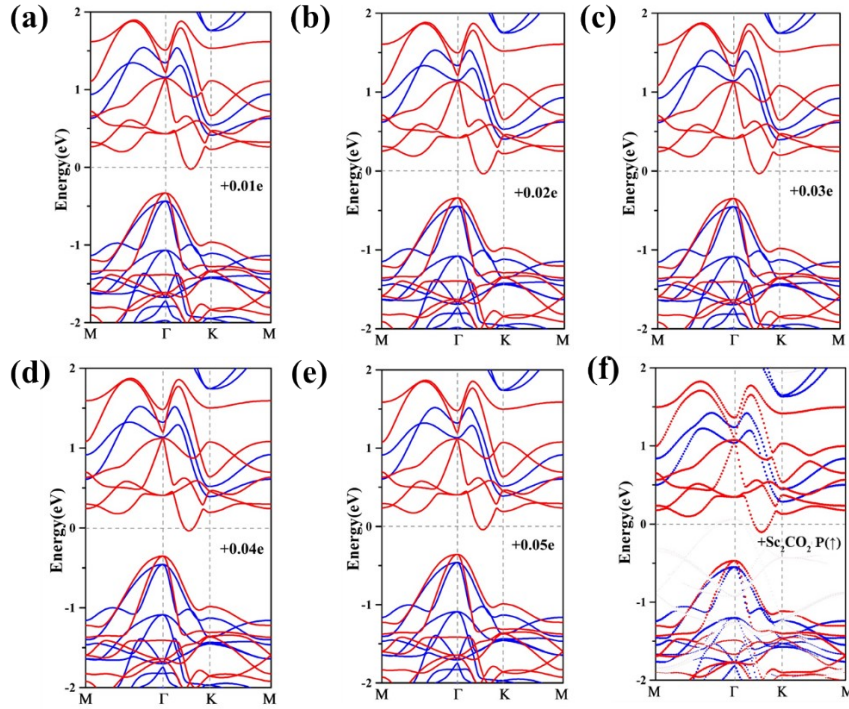 (a)
2
1
0
-1
-2
Energy(eV)
+0.01e
M Γ K M
(b)
2
1
0
-1
-2
Energy(eV)
+0.02e
M Γ K M
(c)
2
1
0
-1
-2
Energy(eV)
+0.03e
M Γ K M
(d)
2
1
0
-1
-2
Energy(eV)
+0.04e
M Γ K M
(e)
2
1
0
-1
-2
Energy(eV)
+0.05e
M Γ K M
(f)
2
1
0
-1
-2
Energy(eV)
+Sc₂CO₂ P(↑)
M Γ K M